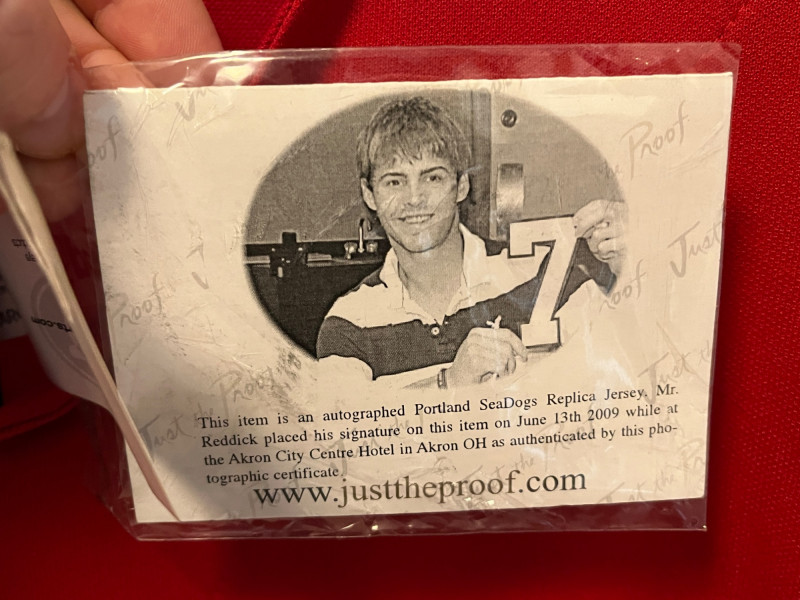 7
This item is an autographed Portland SeaDogs Replica Jersey. Mr.
Reddick placed his signature on this item on June 13th 2009 while at
the Akron City Centre Hotel in Akron OH as authenticated by this pho-
tographic certificate.
www.justtheproof.com